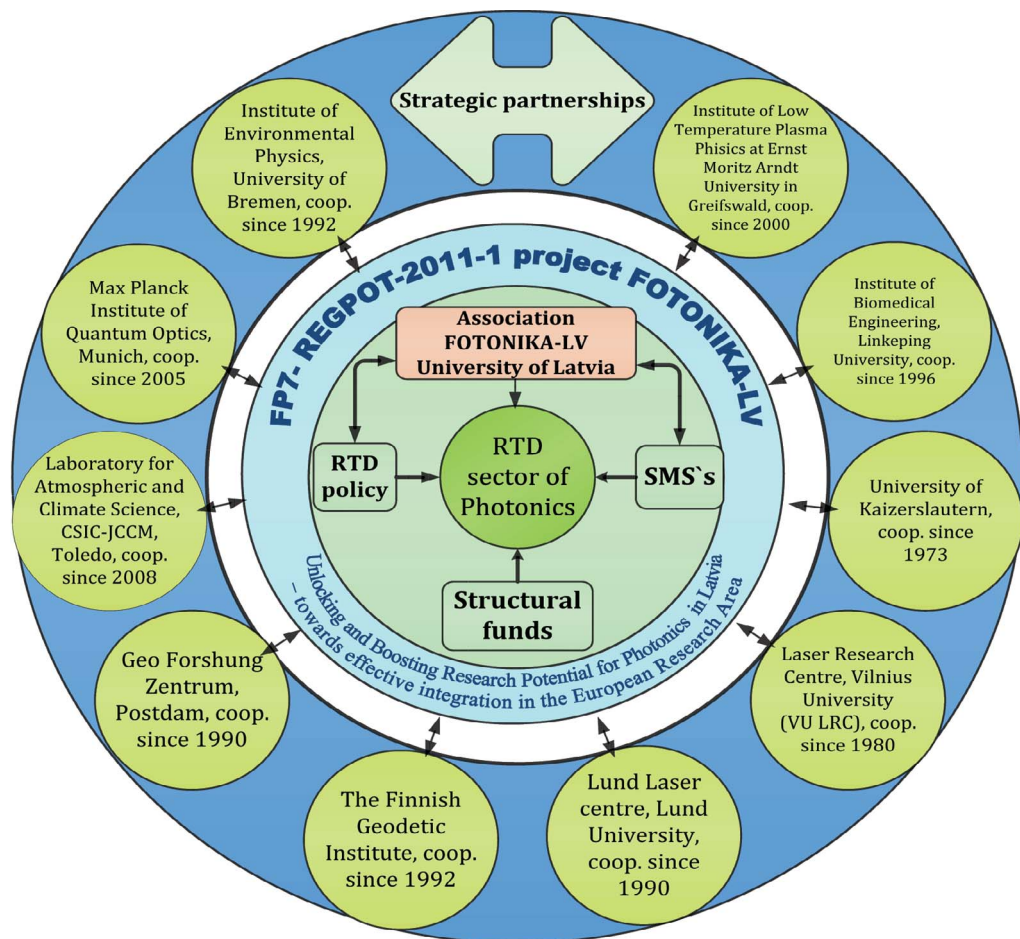 Strategic partnerships
Institute of
Environmental
Physics,
University of
Bremen, coop.
since 1992
Institute of Low
Temperature Plasma
Phisics at Ernst
Moritz Arndt
University in
Greifswald, coop.
since 2000
Max Planck
Institute of
Quantum Optics,
Munich, coop.
since 2005
Institute of
Biomedical
Engineering,
Linkeping
University, coop.
since 1996
Laboratory for
Atmospheric and
Climate Science,
CSIC-JCCM,
Toledo, coop.
since 2008
University of
Kaizerslautern,
coop. since
1973
Geo Forshung
Zentrum,
Postdam, coop.
since 1990
Laser Research
Centre, Vilnius
University
(VU LRC), coop.
since 1980
The Finnish
Geodetic
Institute, coop.
since 1992
Lund Laser
centre, Lund
University,
coop. since
1990
FP7- REGPOT-2011-1 project FOTONIKA-LV
Association
FOTONIKA-LV
University of Latvia
RTD
policy
RTD
sector of
Photonics
SMS`s
Structural
funds
Unlocking and Boosting Research Potential for Photonics in Latvia
– towards effective integration in the European Research Area